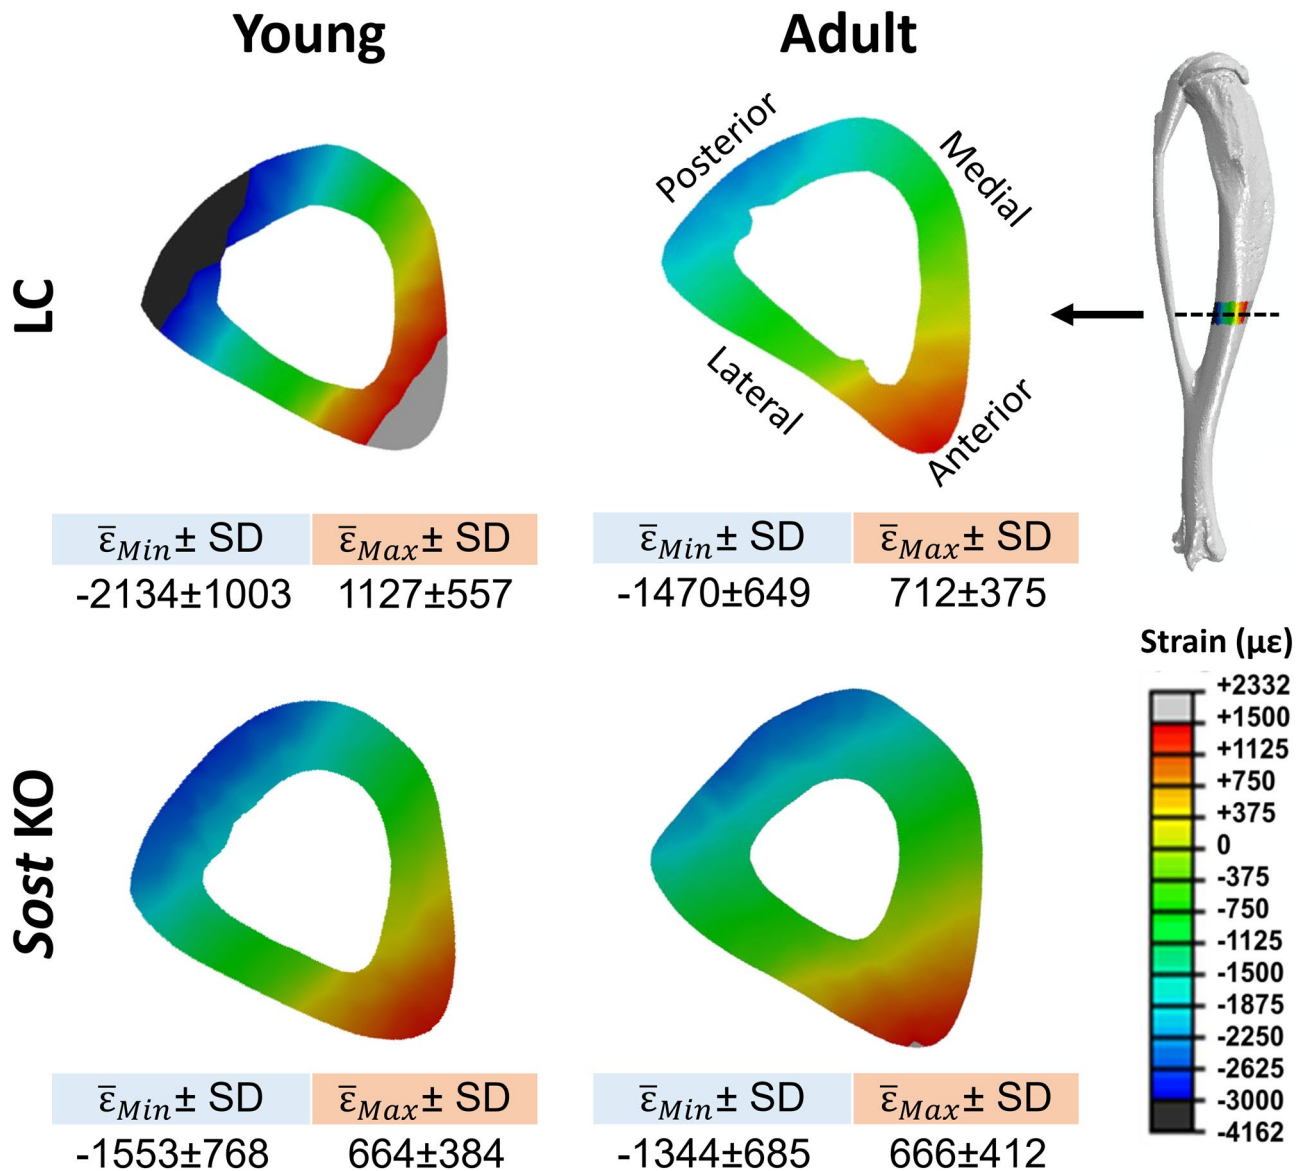 Young
Adult
LC
Posterior
Medial
Lateral
Anterior
ε̅Min± SD
ε̅Max± SD
-2134±1003
1127±557
ε̅Min± SD
ε̅Max± SD
-1470±649
712±375
Sost KO
ε̅Min± SD
ε̅Max± SD
-1553±768
664±384
ε̅Min± SD
ε̅Max± SD
-1344±685
666±412
Strain (με)
+2332
+1500
+1125
+750
+375
0
-375
-750
-1125
-1500
-1875
-2250
-2625
-3000
-4162